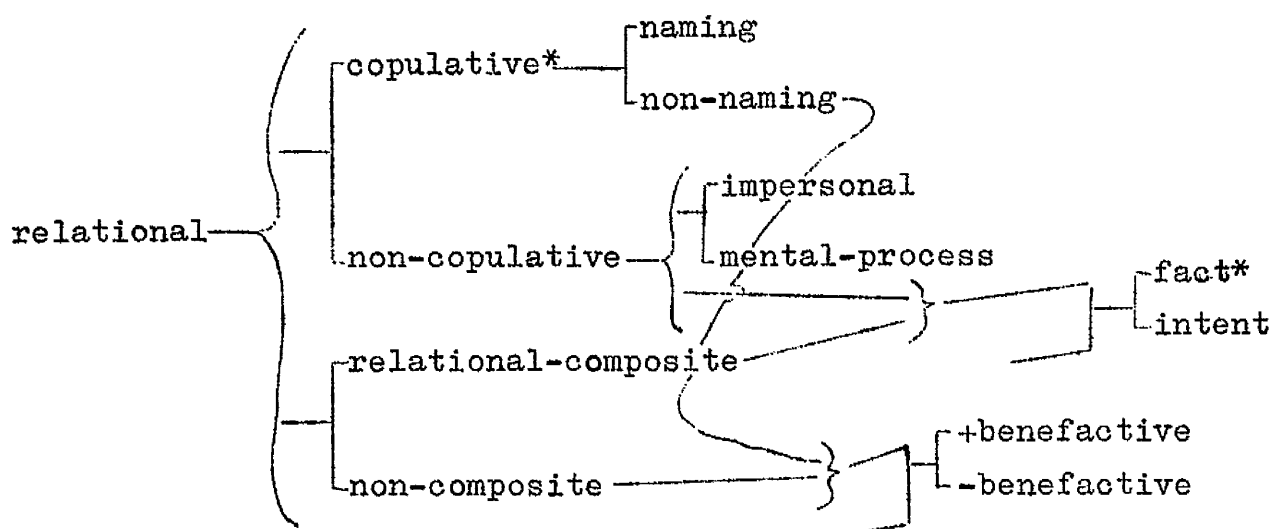 naming
copulative*
non-naming
impersonal
relational
non-copulative
mental-process
fact*
intent
relational-composite
+benefactive
non-composite
-benefactive